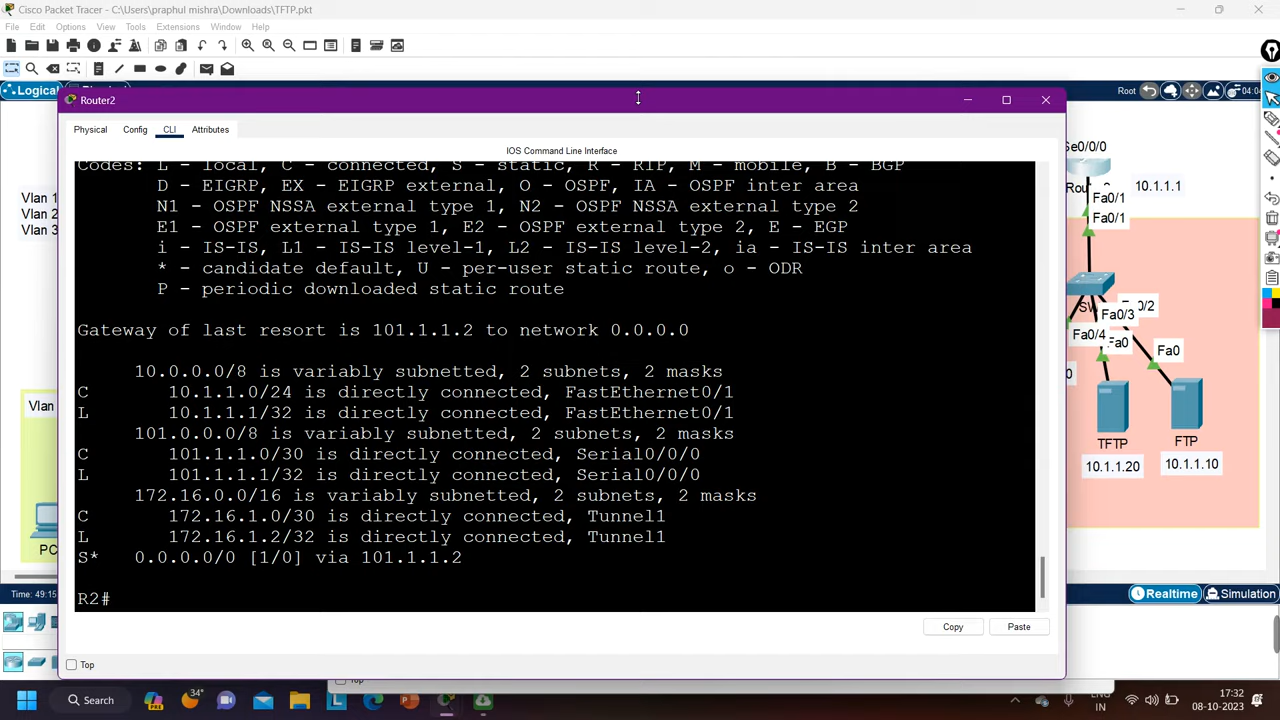 Cisco Packet Tracer - C:\Users\praphul mishra\Downloads\TFTP.pkt
File Edit Options View Tools Extensions Window Help
Logical
Root
04:04
Router2
Physical Config CLI Attributes
IOS Command Line Interface
Codes: L - local, C - connected, S - static, R - RIP, M - mobile, B - BGP
D - EIGRP, EX - EIGRP external, O - OSPF, IA - OSPF inter area
N1 - OSPF NSSA external type 1, N2 - OSPF NSSA external type 2
E1 - OSPF external type 1, E2 - OSPF external type 2, E - EGP
i - IS-IS, L1 - IS-IS level-1, L2 - IS-IS level-2, ia - IS-IS inter area
* - candidate default, U - per-user static route, o - ODR
P - periodic downloaded static route
Gateway of last resort is 101.1.1.2 to network 0.0.0.0
10.0.0.0/8 is variably subnetted, 2 subnets, 2 masks
C 10.1.1.0/24 is directly connected, FastEthernet0/1
L 10.1.1.1/32 is directly connected, FastEthernet0/1
101.0.0.0/8 is variably subnetted, 2 subnets, 2 masks
C 101.1.1.0/30 is directly connected, Serial0/0/0
L 101.1.1.1/32 is directly connected, Serial0/0/0
172.16.0.0/16 is variably subnetted, 2 subnets, 2 masks
C 172.16.1.0/30 is directly connected, Tunnel1
L 172.16.1.2/32 is directly connected, Tunnel1
S* 0.0.0.0/0 [1/0] via 101.1.1.2
R2#
Copy Paste
Top
Vlan 1
Vlan 2
Vlan 3
Vlan
PC
Se0/0/0
10.1.1.1
Fa0/1
Fa0/1
Fa0/3
Fa0/4
Fa0
Fa0
TFTP
FTP
10.1.1.20
10.1.1.10
Time: 49:15
Realtime Simulation
Search
34°
ENG
IN
17:32
08-10-2023